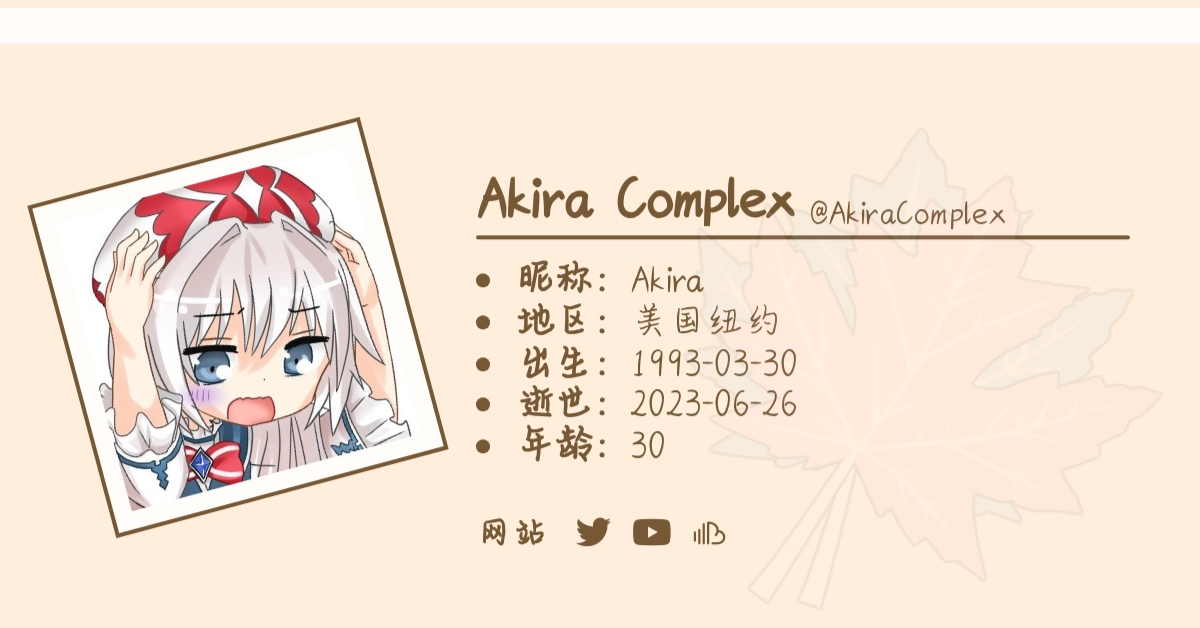 Akira Complex @AkiraComplex
• 昵称： Akira
• 地区： 美国纽约
• 出生： 1993-03-30
• 逝世： 2023-06-26
• 年龄： 30
网站